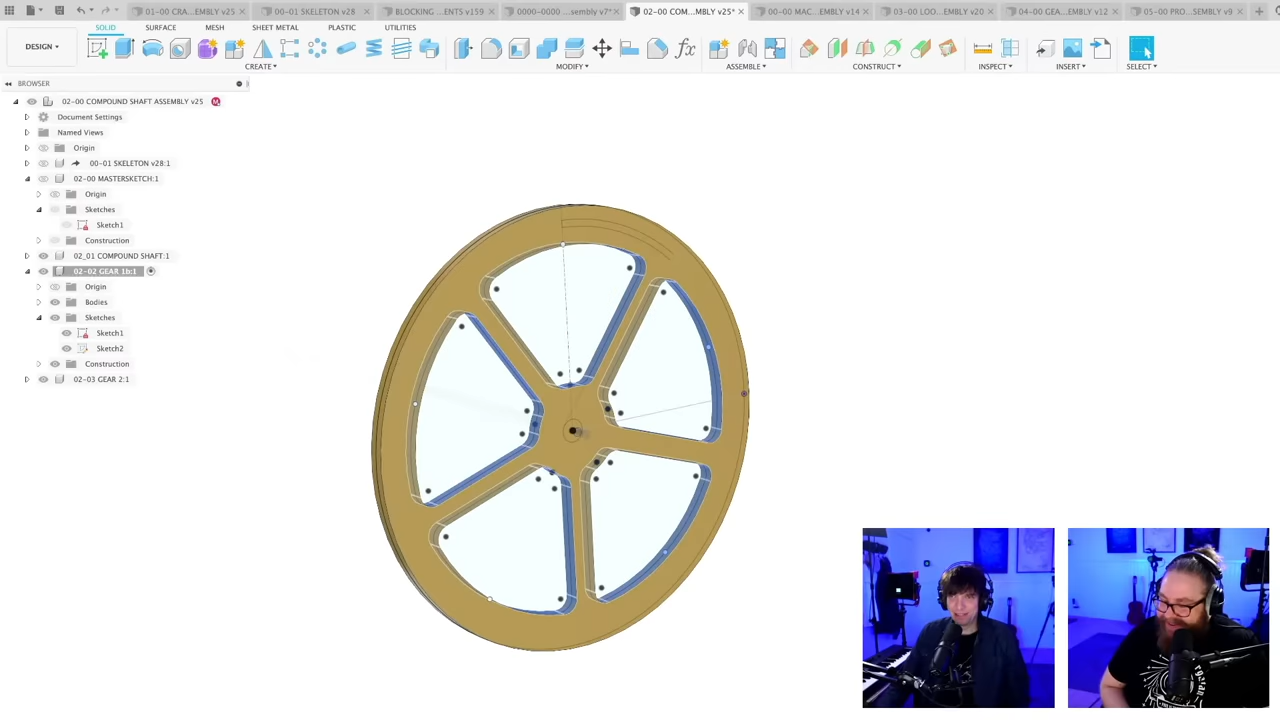 01-00 CRA...EMBLY v25
00-01 SKELETON v28
BLOCKING ...ENTS v159
0000-0000 ...sembly v7*
02-00 COM...MBLY v25*
00-00 MAC...EMBLY v14
03-00 LOO...EMBLY v20
04-00 GEA...EMBLY v12
05-00 PRO...SEMBLY v9
SOLID SURFACE MESH SHEET METAL PLASTIC UTILITIES
DESIGN
CREATE MODIFY ASSEMBLE CONSTRUCT INSPECT INSERT SELECT
BROWSER
02-00 COMPOUND SHAFT ASSEMBLY v25
Document Settings
Named Views
Origin
00-01 SKELETON v28:1
02-00 MASTERSKETCH:1
Origin
Sketches
Sketch1
Construction
02_01 COMPOUND SHAFT:1
02-02 GEAR 1b:1
Origin
Bodies
Sketches
Sketch1
Sketch2
Construction
02-03 GEAR 2:1